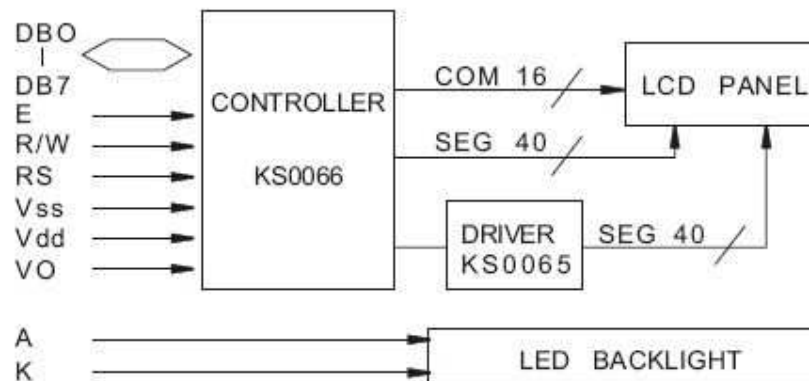 DB0
DB7
E
R/W
RS
Vss
Vdd
VO
CONTROLLER
KS0066
COM 16
SEG 40
DRIVER
KS0065
SEG 40
LCD PANEL
A
K
LED BACKLIGHT